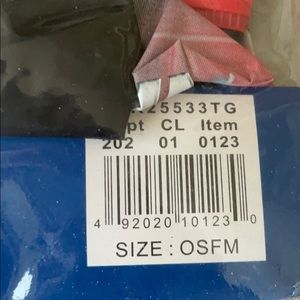 25533TG
pt CL Item
202 01 0123
4 92020 10123 0
SIZE : OSFM